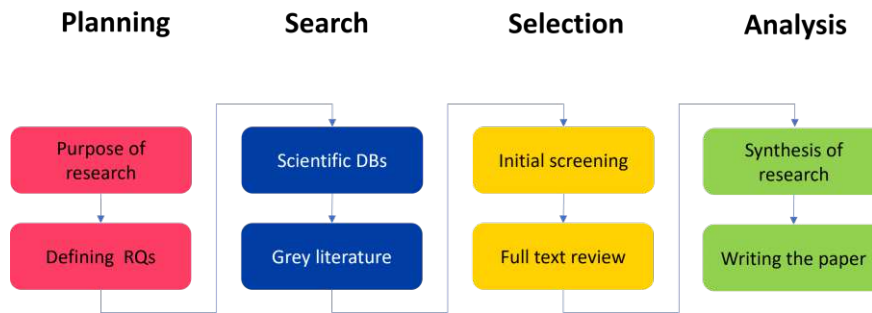 Planning
Search
Selection
Analysis
Purpose of
research
Defining RQs
Scientific DBs
Grey literature
Initial screening
Full text review
Synthesis of
research
Writing the paper